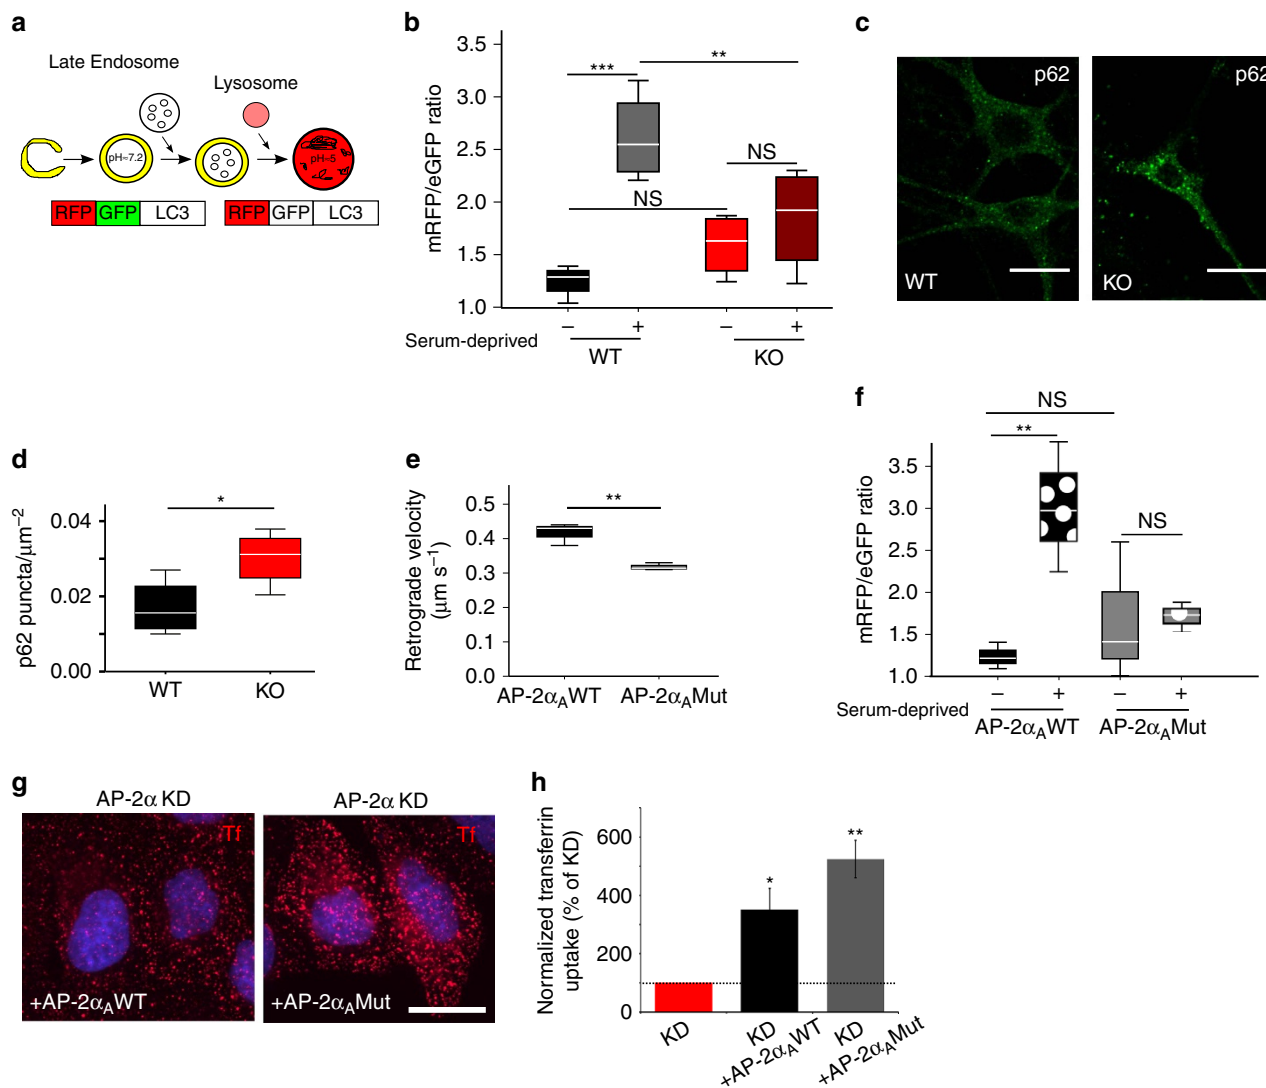 a
Late Endosome
Lysosome
pH≈7.2
pH≈5
RFP GFP LC3
RFP GFP LC3
b
mRFP/eGFP ratio
3.5
3.0
2.5
2.0
1.5
1.0
***
**
NS
NS
– + – +
Serum-deprived
WT KO
c
p62
WT
p62
KO
d
p62 puncta/μm⁻²
0.04
0.02
0.00
*
WT KO
e
Retrograde velocity
(μm s⁻¹)
0.5
0.4
0.3
0.2
0.1
0.0
**
AP-2αAWT AP-2αAMut
f
mRFP/eGFP ratio
3.5
3.0
2.5
2.0
1.5
1.0
NS
**
NS
– + – +
Serum-deprived
AP-2αAWT AP-2αAMut
g
AP-2α KD
Tf
+AP-2αAWT
AP-2α KD
Tf
+AP-2αAMut
h
Normalized transferrin
uptake (% of KD)
600
400
200
0
*
**
KD
KD
+AP-2αAWT
KD
+AP-2αAMut